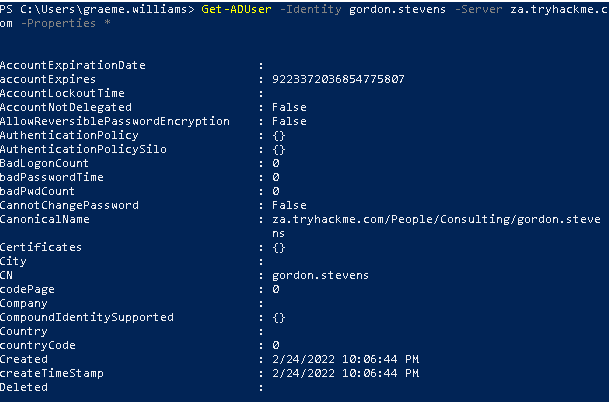 PS C:\Users\graeme.williams> Get-ADUser -Identity gordon.stevens -Server za.tryhackme.c
om -Properties *
AccountExpirationDate :
accountExpires : 9223372036854775807
AccountLockoutTime :
AccountNotDelegated : False
AllowReversiblePasswordEncryption : False
AuthenticationPolicy : {}
AuthenticationPolicySilo : {}
BadLogonCount : 0
badPasswordTime : 0
badPwdCount : 0
CannotChangePassword : False
CanonicalName : za.tryhackme.com/People/Consulting/gordon.steve
ns
Certificates : {}
City :
CN : gordon.stevens
codePage : 0
Company :
CompoundIdentitySupported : {}
Country :
countryCode : 0
Created : 2/24/2022 10:06:44 PM
createTimeStamp : 2/24/2022 10:06:44 PM
Deleted :